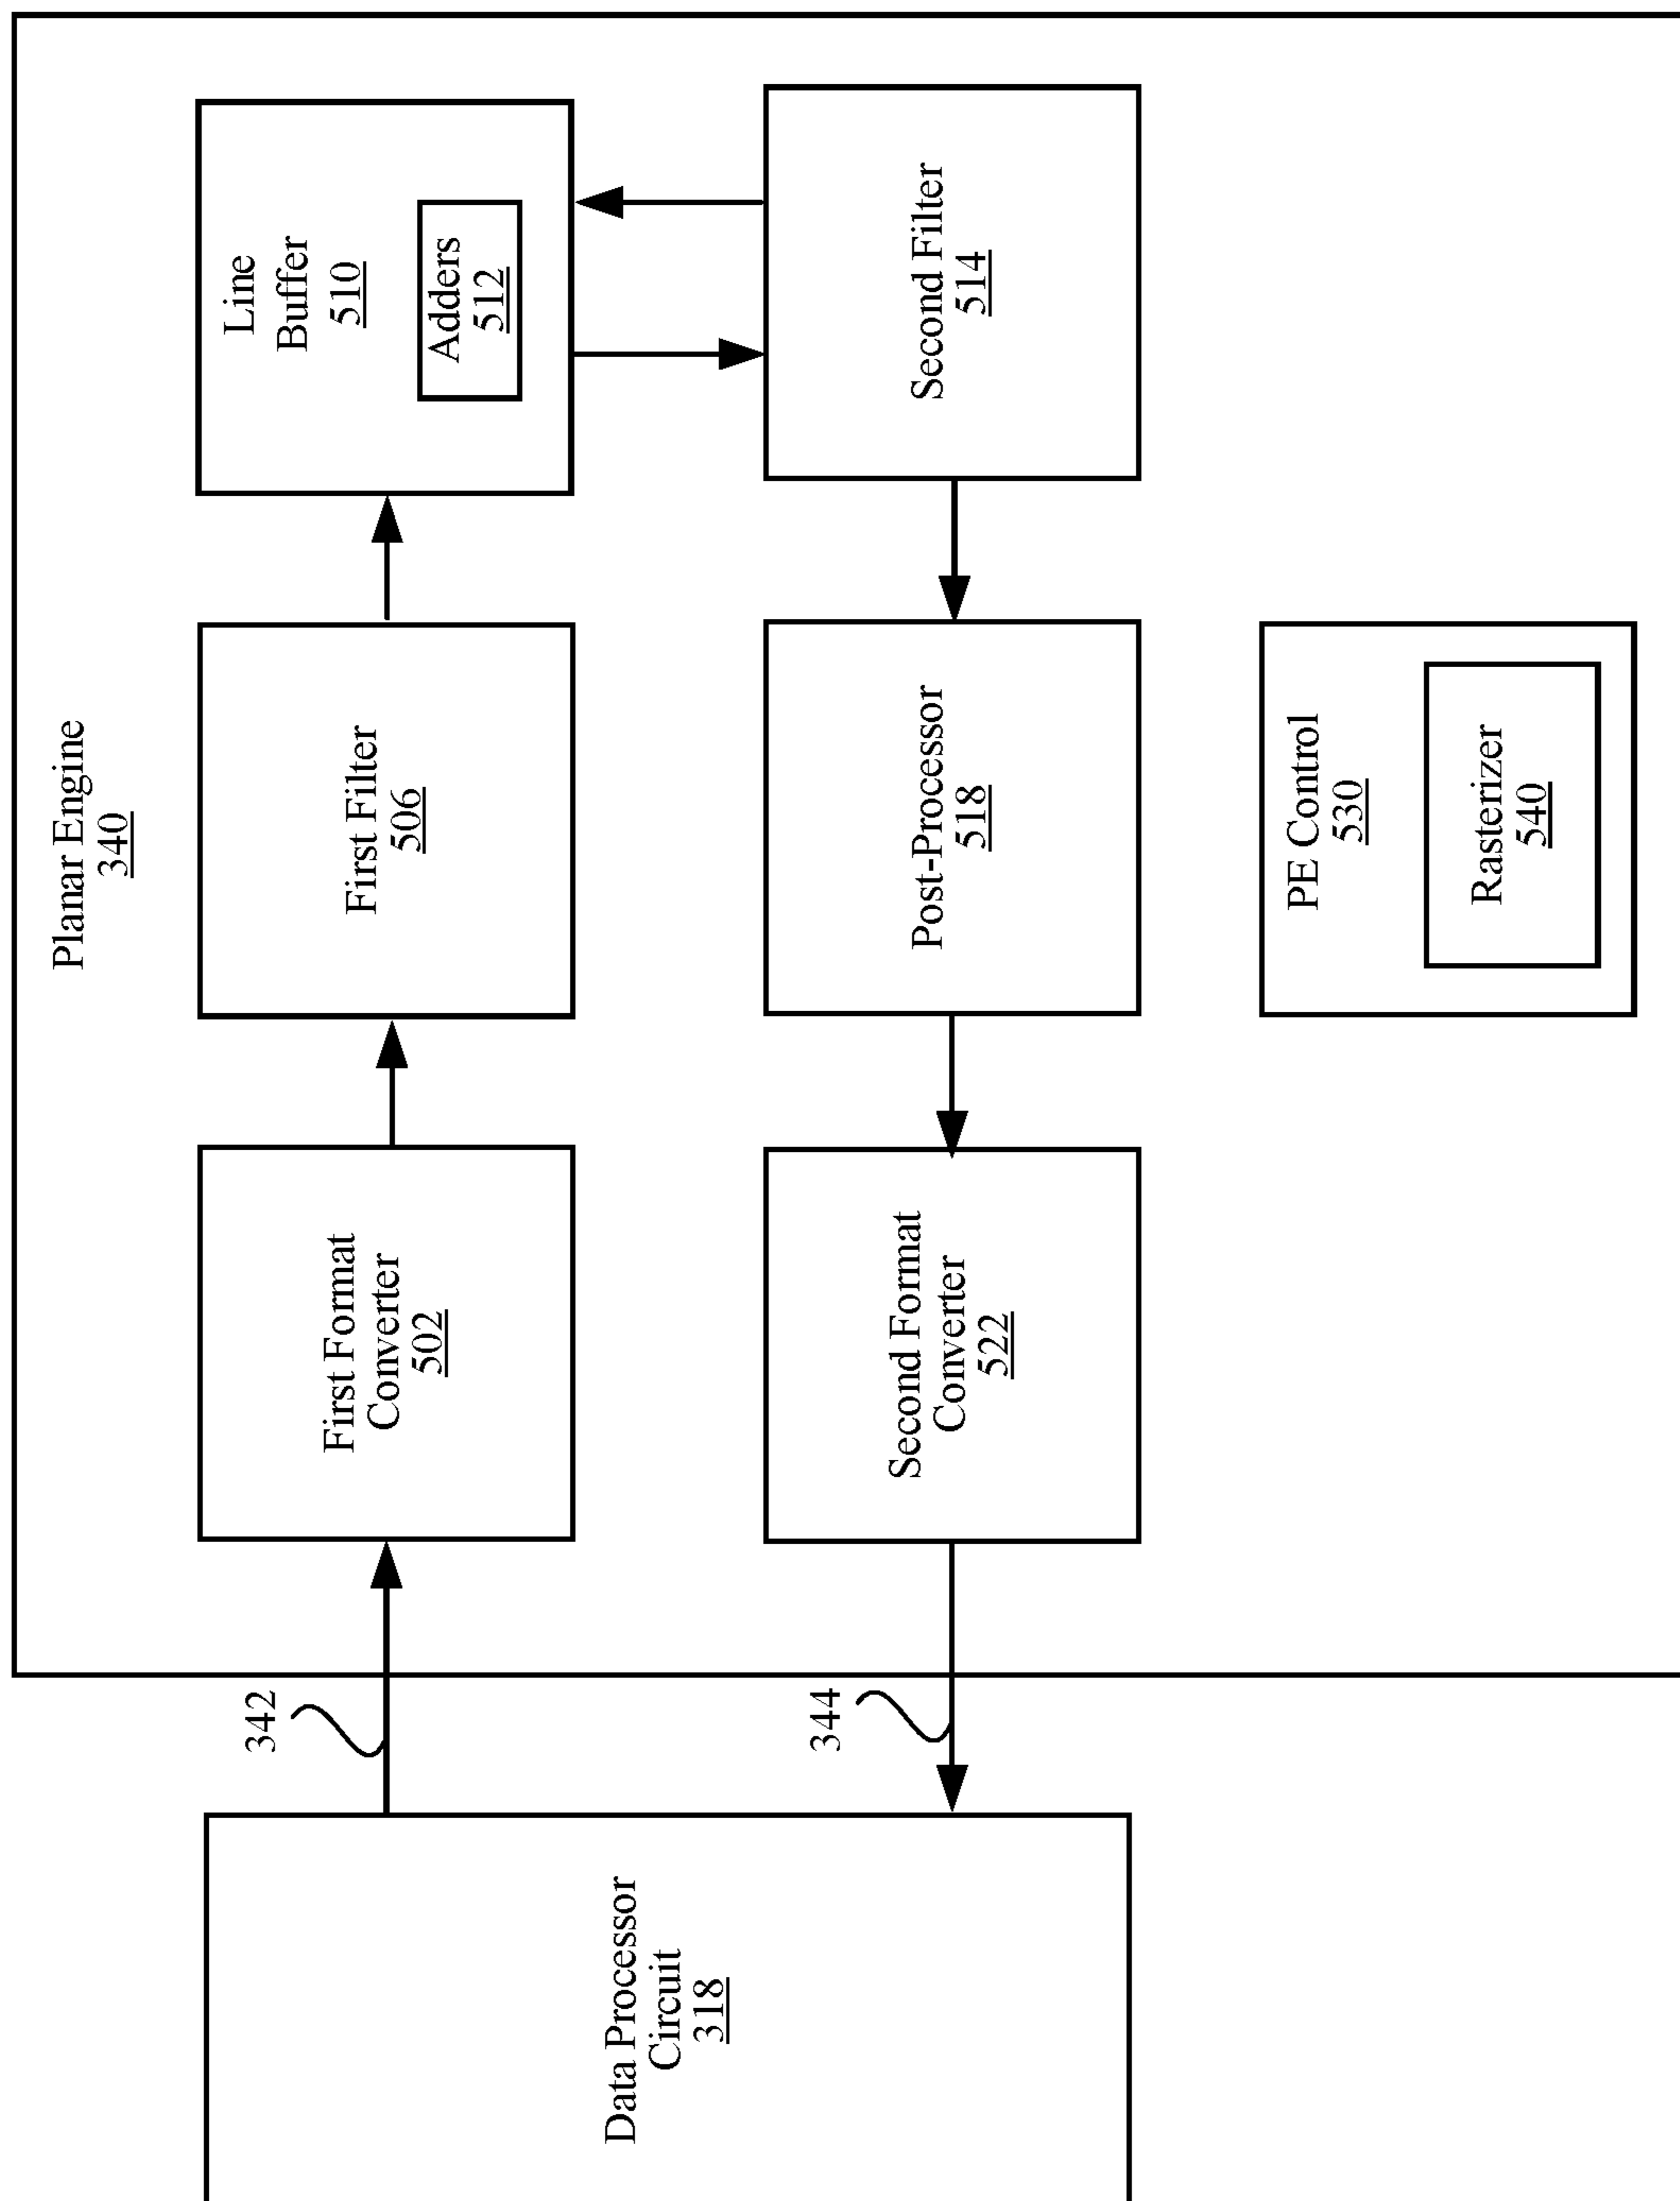 Planar Engine
340
First Format
Converter
502
First Filter
506
Line
Buffer
510
Adders
512
342
Data Processor
Circuit
318
344
Second Format
Converter
522
Post-Processor
518
Second Filter
514
PE Control
530
Rasterizer
540